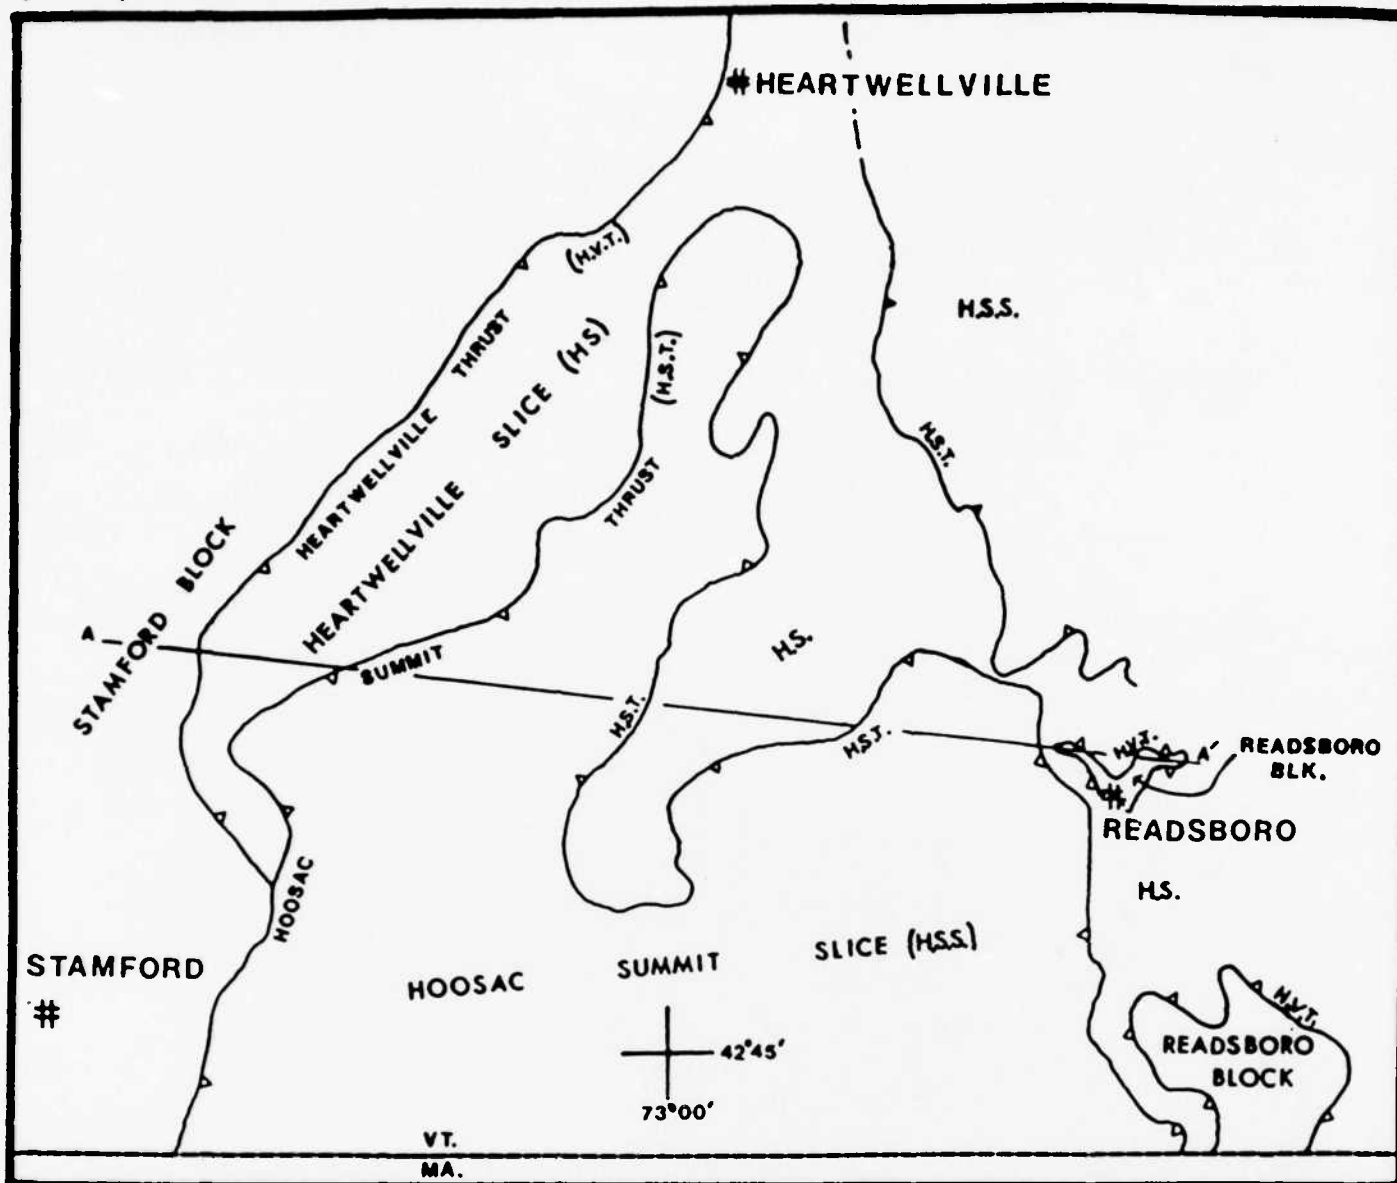 # HEARTWELLVILLE
(H.V.T.)
H.S.S.
HEARTWELLVILLE THRUST
HEARTWELLVILLE SLICE (HS)
(H.S.T.)
H.S.T.
STAMFORD BLOCK
HOOSAC SUMMIT THRUST
A
H.S.
H.S.T.
H.S.T.
H.V.T.
A'
READSBORO
BLK.
#
READSBORO
H.S.
STAMFORD
#
HOOSAC SUMMIT SLICE (H.S.S.)
H.V.T.
READSBORO
BLOCK
42°45'
73°00'
VT.
MA.